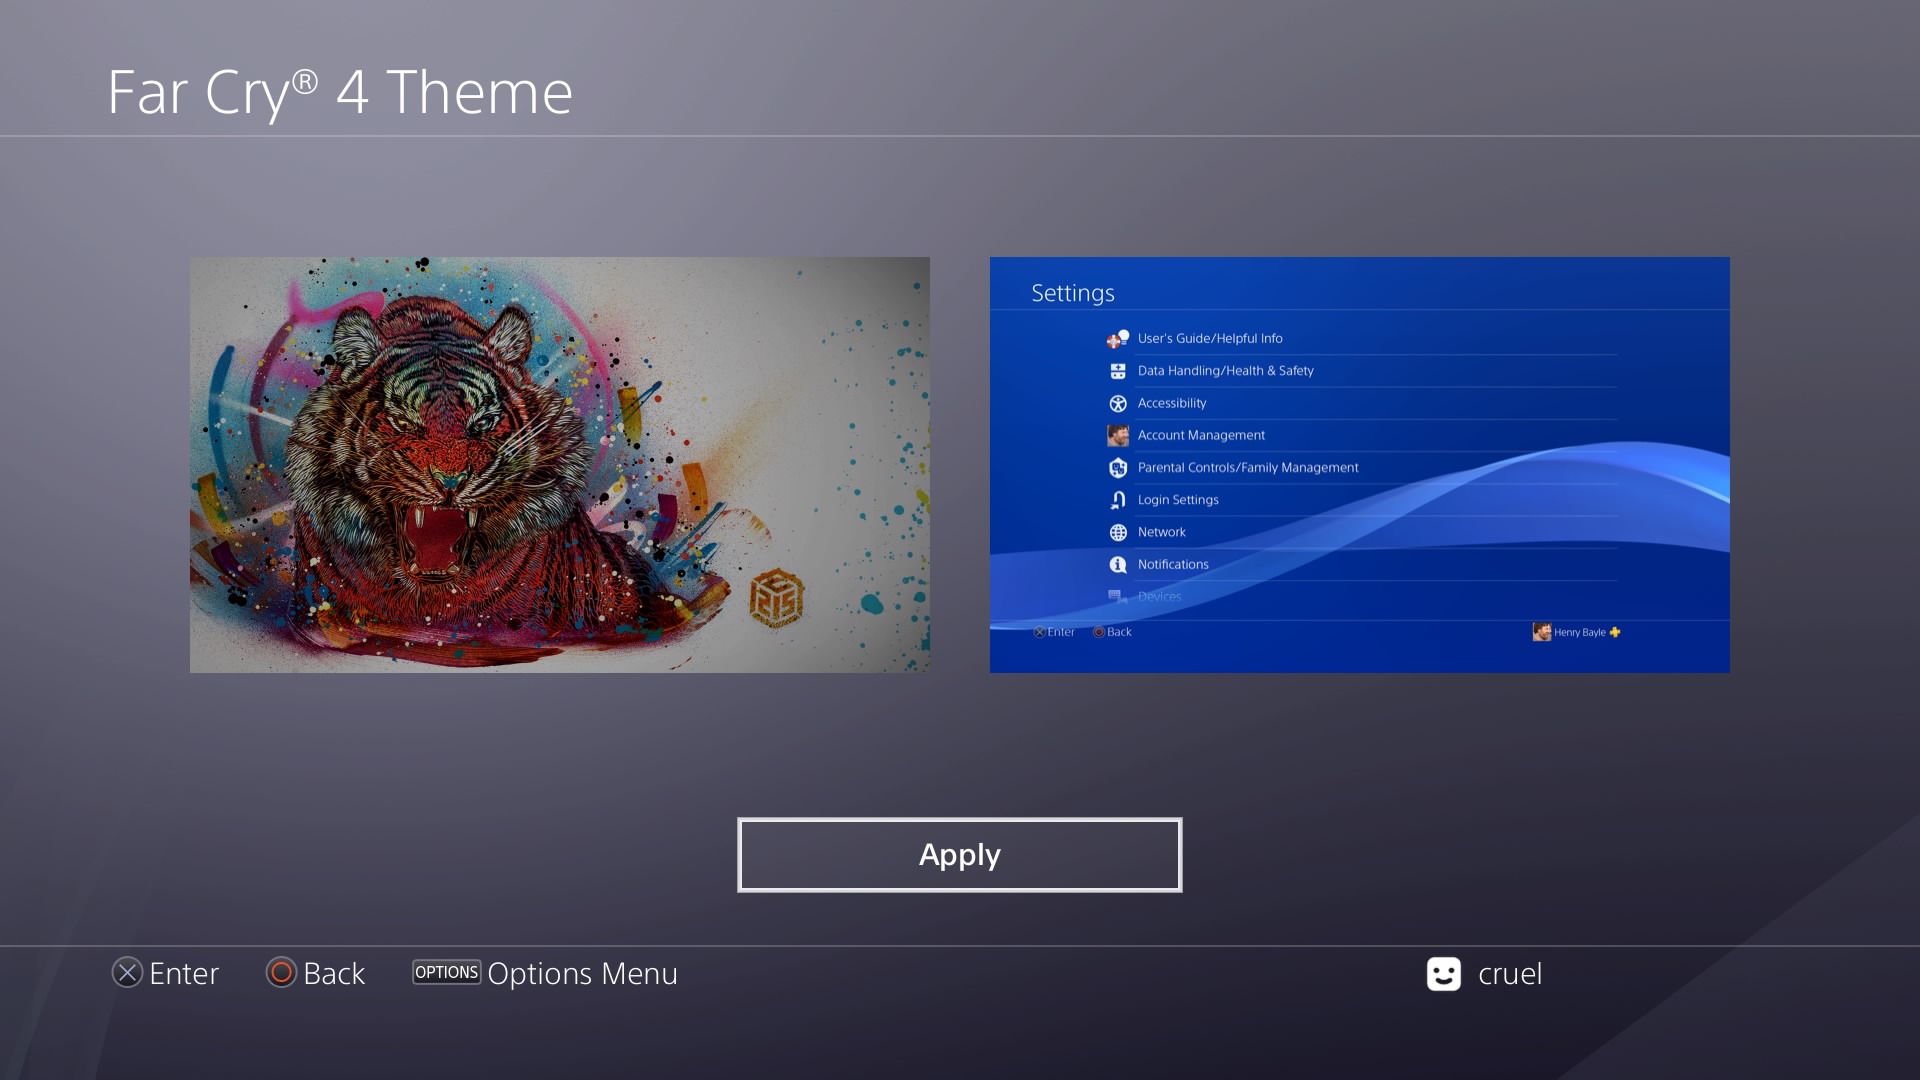 Far Cry® 4 Theme
Settings
User's Guide/Helpful Info
Data Handling/Health & Safety
Accessibility
Account Management
Parental Controls/Family Management
Login Settings
Network
Notifications
Devices
Enter Back Henry Bayle
Apply
Enter Back OPTIONS Options Menu cruel